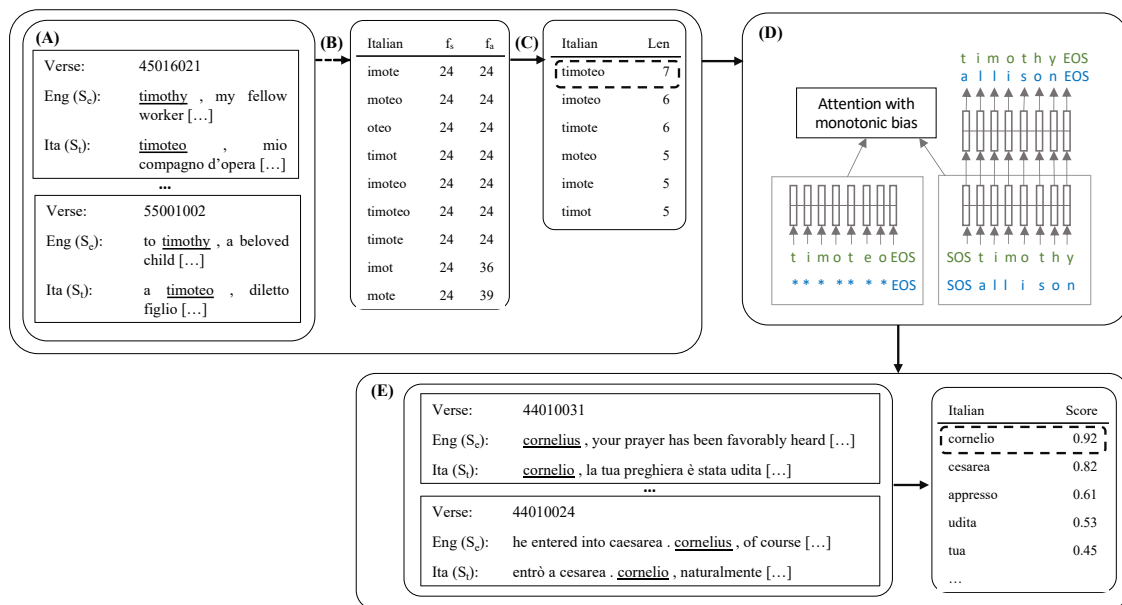 (A)
Verse: 45016021
Eng (Se): timothy , my fellow
worker […]
Ita (St): timoteo , mio
compagno d’opera […]
...
Verse: 55001002
Eng (Se): to timothy , a beloved
child […]
Ita (St): a timoteo , diletto
figlio […]
(B)
Italian fs fa
imote 24 24
moteo 24 24
oteo 24 24
timot 24 24
imoteo 24 24
timoteo 24 24
timote 24 24
imot 24 36
mote 24 39
(C)
Italian Len
timoteo 7
imoteo 6
timote 6
moteo 5
imote 5
timot 5
(D)
t i m o t h y EOS
a l l i s o n EOS
Attention with
monotonic bias
t i m o t e o EOS
* * * * * * * EOS
SOS t i m o t h y
SOS a l l i s o n
(E)
Verse: 44010031
Eng (Se): cornelius , your prayer has been favorably heard […]
Ita (St): cornelio , la tua preghiera è stata udita […]
...
Verse: 44010024
Eng (Se): he entered into caesarea . cornelius , of course […]
Ita (St): entrò a cesarea . cornelio , naturalmente […]
Italian Score
cornelio 0.92
cesarea 0.82
appresso 0.61
udita 0.53
tua 0.45
…